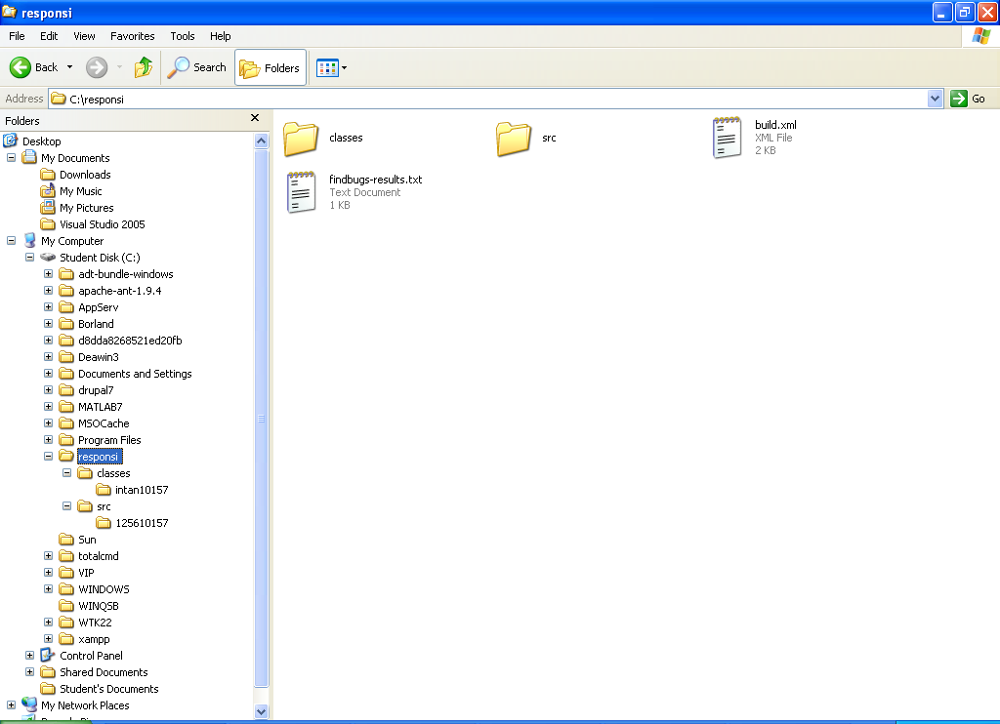 responsi
File Edit View Favorites Tools Help
Back Search Folders
Address C:\responsi Go
Folders
Desktop
My Documents
Downloads
My Music
My Pictures
Visual Studio 2005
My Computer
Student Disk (C:)
adt-bundle-windows
apache-ant-1.9.4
AppServ
Borland
d8dda8268521ed20fb
Deawin3
Documents and Settings
drupal7
MATLAB7
MSOCache
Program Files
responsi
classes
intan10157
src
125610157
Sun
totalcmd
VIP
WINDOWS
WINQSB
WTK22
xampp
Control Panel
Shared Documents
Student's Documents
My Network Places
classes
src
build.xml
XML File
2 KB
findbugs-results.txt
Text Document
1 KB